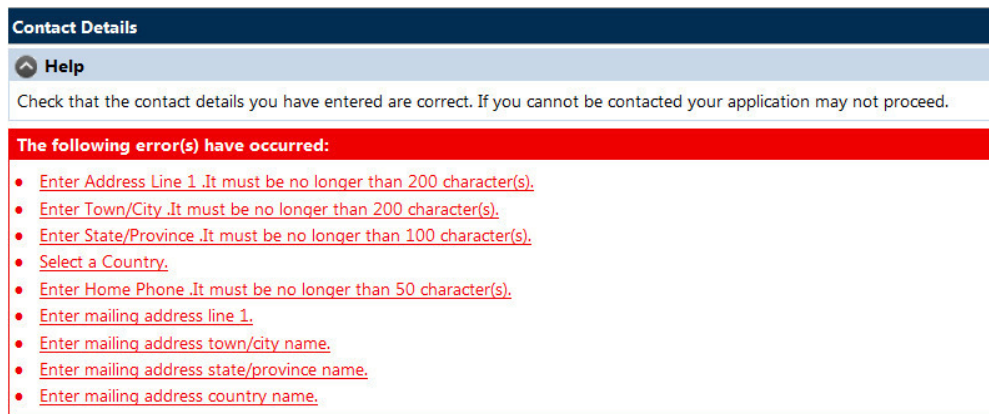 Contact Details
Help
Check that the contact details you have entered are correct. If you cannot be contacted your application may not proceed.
The following error(s) have occurred:
• Enter Address Line 1 .It must be no longer than 200 character(s).
• Enter Town/City .It must be no longer than 200 character(s).
• Enter State/Province .It must be no longer than 100 character(s).
• Select a Country.
• Enter Home Phone .It must be no longer than 50 character(s).
• Enter mailing address line 1.
• Enter mailing address town/city name.
• Enter mailing address state/province name.
• Enter mailing address country name.